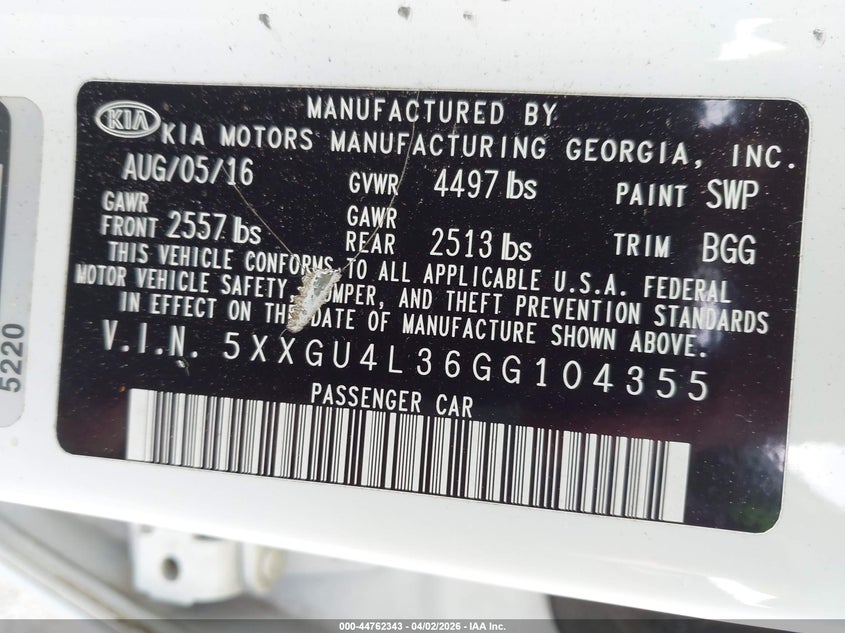 KIA
MANUFACTURED BY
KIA MOTORS MANUFACTURING GEORGIA, INC.
AUG/05/16 GVWR 4497 lbs PAINT SWP
GAWR FRONT 2557 lbs GAWR REAR 2513 lbs TRIM BGG
THIS VEHICLE CONFORMS TO ALL APPLICABLE U.S.A. FEDERAL
MOTOR VEHICLE SAFETY, AND THEFT PREVENTION STANDARDS
IN EFFECT ON THE DATE OF MANUFACTURE SHOWN ABOVE.
V.I.N. 5XXGU4L36GG104355
PASSENGER CAR
5220
000-44762343 - 04/02/2026 - IAA Inc.